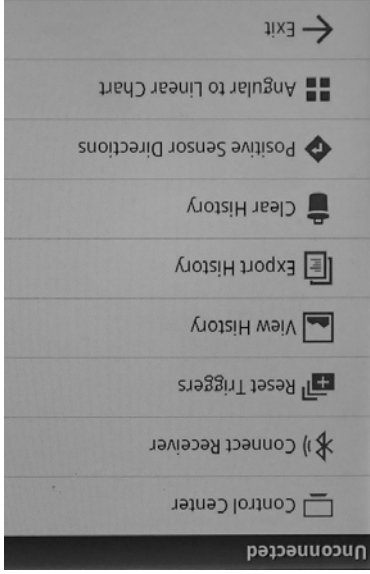 Unconnected
Control Center
Connect Receiver
Reset Triggers
View History
Export History
Clear History
Positive Sensor Directions
Angular to Linear Chart
Exit